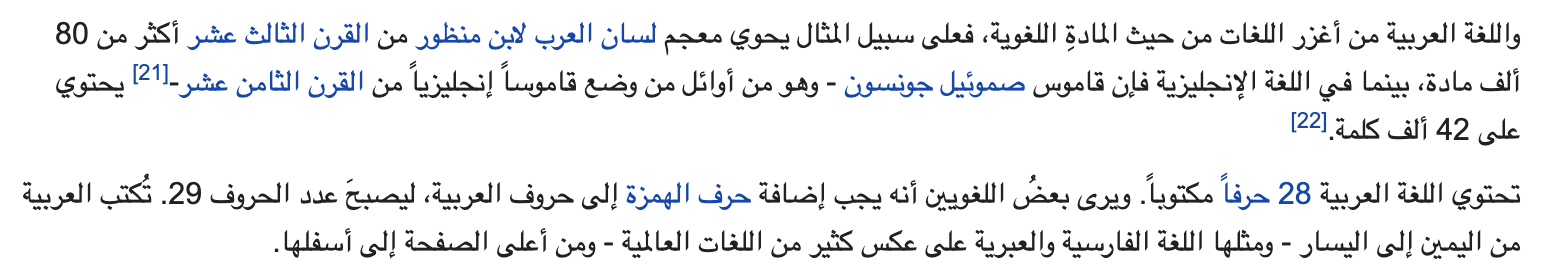 واللغة العربية من أغزر اللغات من حيث المادةِ اللغوية، فعلى سبيل المثال يحوي معجم لسان العرب لابن منظور من القرن الثالث عشر أكثر من 80
ألف مادة، بينما في اللغة الإنجليزية فإن قاموس صموئيل جونسون - وهو من أوائل من وضع قاموساً إنجليزياً من القرن الثامن عشر-[21] يحتوي
على 42 ألف كلمة.[22]
تحتوي اللغة العربية 28 حرفاً مكتوباً. ويرى بعضُ اللغويين أنه يجب إضافة حرف الهمزة إلى حروف العربية، ليصبحَ عدد الحروف 29. تُكتب العربية
من اليمين إلى اليسار - ومثلها اللغة الفارسية والعبرية على عكس كثير من اللغات العالمية - ومن أعلى الصفحة إلى أسفلها.